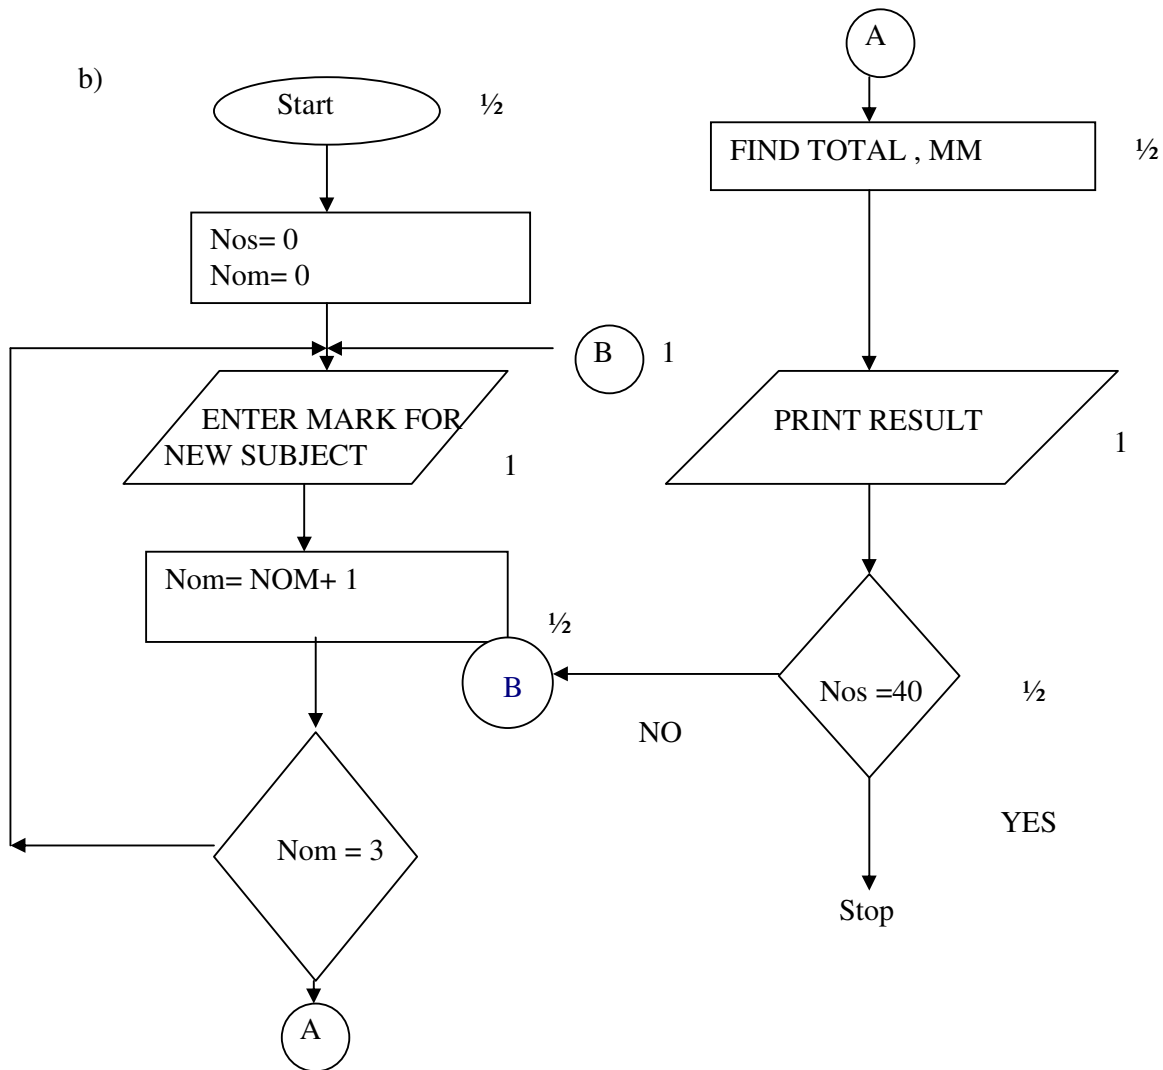 b)
Start
½
Nos= 0
Nom= 0
B
1
ENTER MARK FOR
NEW SUBJECT
1
Nom= NOM+ 1
½
B
Nom = 3
A
A
FIND TOTAL , MM
½
PRINT RESULT
1
Nos =40
½
NO
YES
Stop